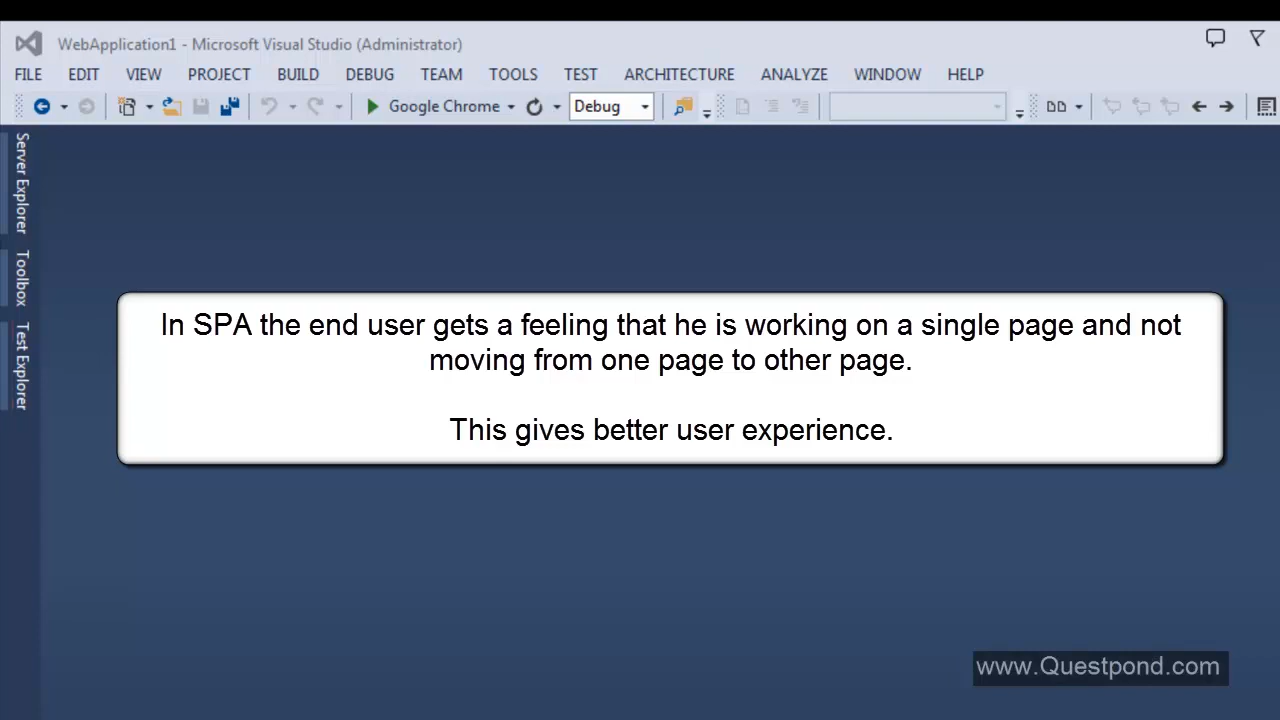 WebApplication1 - Microsoft Visual Studio (Administrator)
FILE EDIT VIEW PROJECT BUILD DEBUG TEAM TOOLS TEST ARCHITECTURE ANALYZE WINDOW HELP
Google Chrome Debug
Server Explorer
Toolbox
Test Explorer
In SPA the end user gets a feeling that he is working on a single page and not
moving from one page to other page.
This gives better user experience.
www.Questpond.com